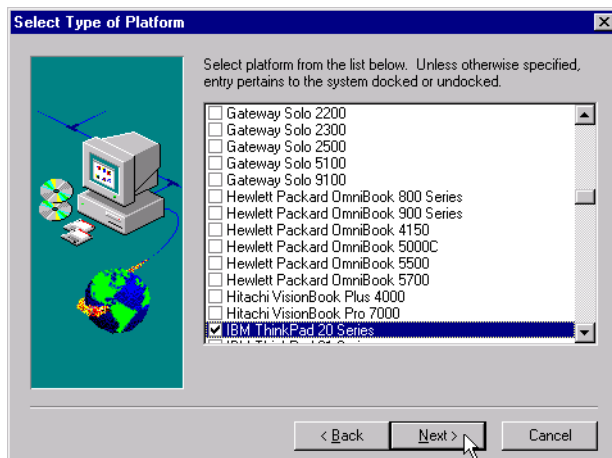 Select Type of Platform
Select platform from the list below. Unless otherwise specified,
entry pertains to the system docked or undocked.
Gateway Solo 2200
Gateway Solo 2300
Gateway Solo 2500
Gateway Solo 5100
Gateway Solo 9100
Hewlett Packard OmniBook 800 Series
Hewlett Packard OmniBook 900 Series
Hewlett Packard OmniBook 4150
Hewlett Packard OmniBook 5000C
Hewlett Packard OmniBook 5500
Hewlett Packard OmniBook 5700
Hitachi VisionBook Plus 4000
Hitachi VisionBook Pro 7000
IBM ThinkPad 20 Series
< Back
Next >
Cancel